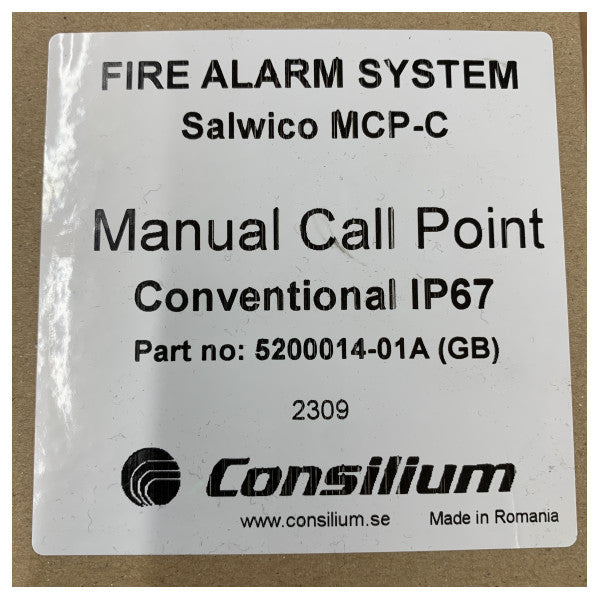 FIRE ALARM SYSTEM
Salwico MCP-C
Manual Call Point
Conventional IP67
Part no: 5200014-01A (GB)
2309
Consilium
www.consilium.se Made in Romania